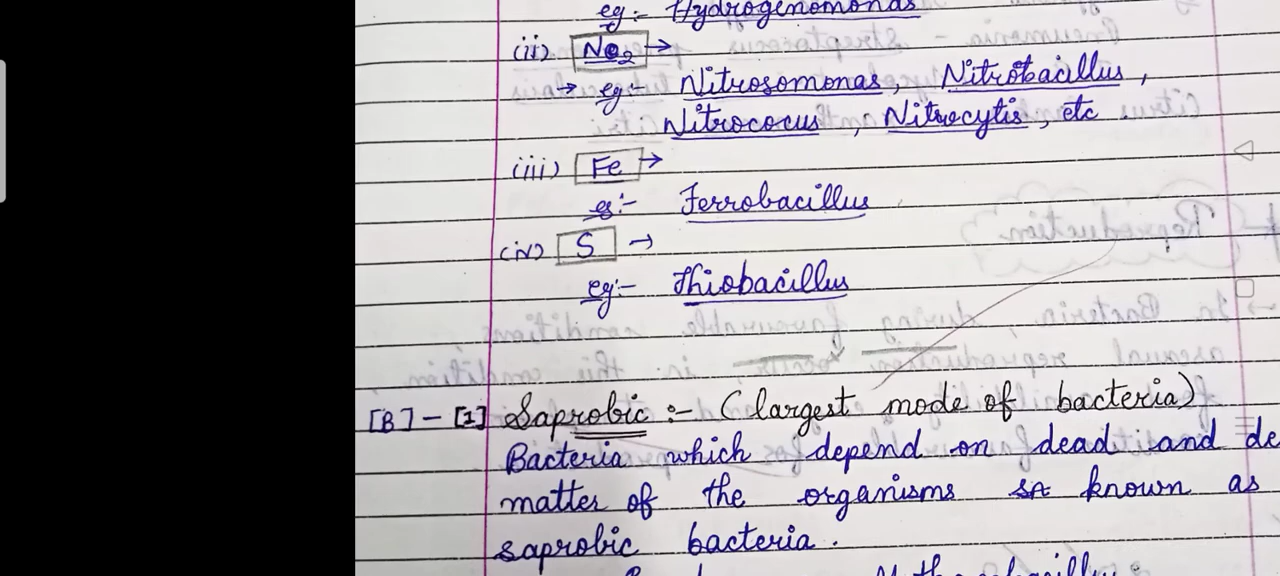 eg:- Hydrogenomonas
(ii) No2 →
→ eg:- Nitrosomonas, Nitrobacillus,
Nitrococus, Nitrocytis, etc.
(iii) Fe →
eg:- Ferrobacillus
(iv) S →
eg:- Thiobacillus
[B]-[1] Saprobic :- (largest mode of bacteria)
Bacteria which depend on dead and de
matter of the organisms known as
saprobic bacteria.